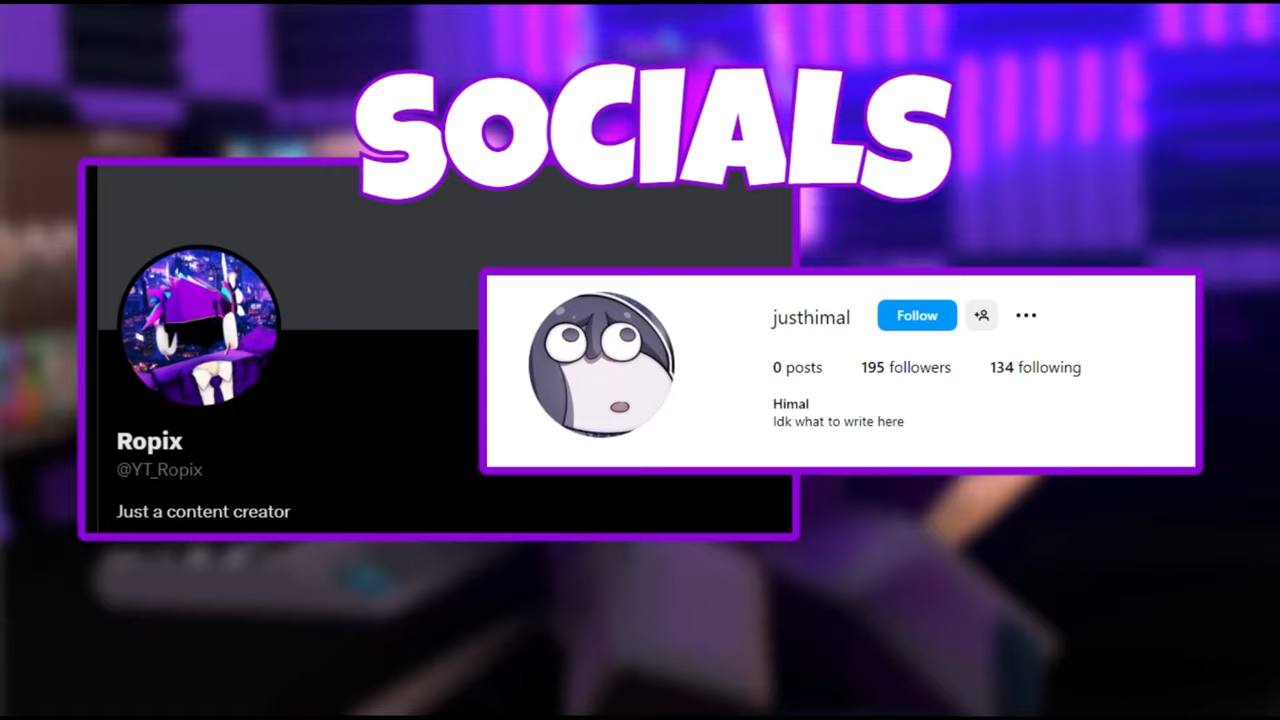 SOCIALS
Ropix
@YT_Ropix
Just a content creator
justhimal Follow
0 posts 195 followers 134 following
Himal
Idk what to write here